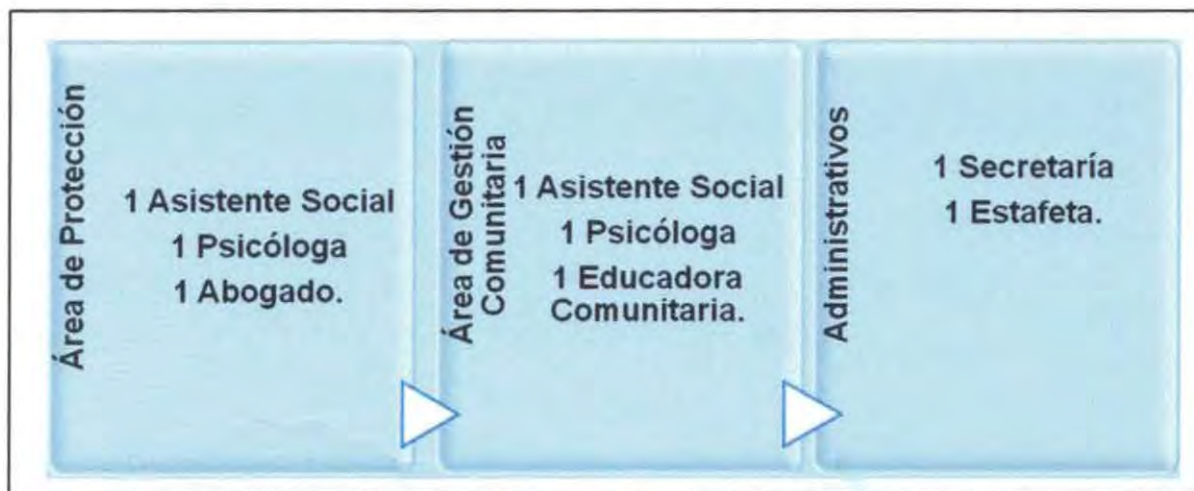 Área de Protección
1 Asistente Social
1 Psicóloga
1 Abogado.
Área de Gestión
Comunitaria
1 Asistente Social
1 Psicóloga
1 Educadora
Comunitaria.
Administrativos
1 Secretaría
1 Estafeta.